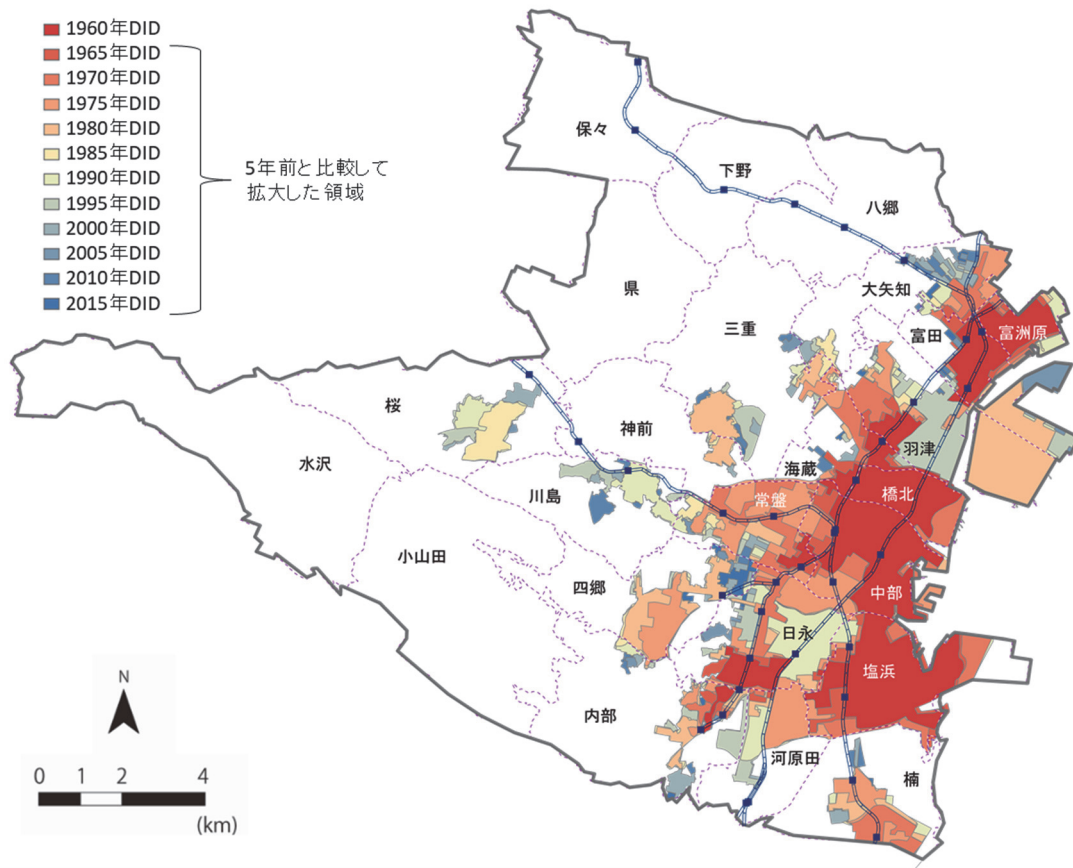 1960年DID
1965年DID
1970年DID
1975年DID
1980年DID
1985年DID
1990年DID
1995年DID
2000年DID
2005年DID
2010年DID
2015年DID
5年前と比較して
拡大した領域
保々
下野
八郷
県
大矢知
三重
富田
富洲原
桜
神前
水沢
羽津
海蔵
川島
常盤
橋北
小山田
四郷
中部
日永
塩浜
内部
河原田
楠
N
0 1 2 4
(km)